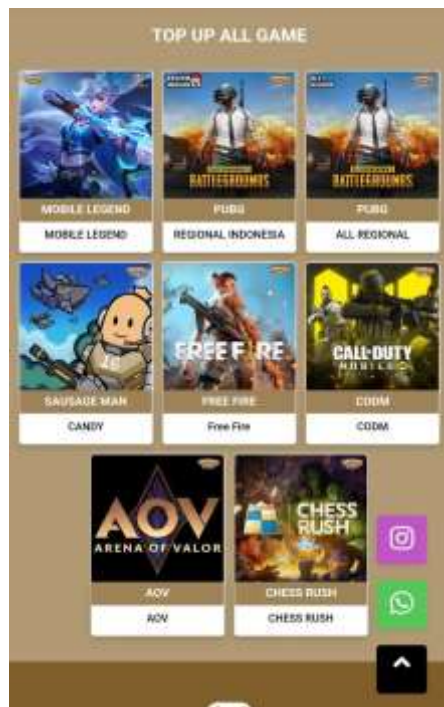 TOP UP ALL GAME
BATTLEGROUNDS
BATTLEGROUNDS
MOBILE LEGEND
PUBG
PUBG
MOBILE LEGEND
REGIONAL INDONESIA
ALL REGIONAL
FREE FIRE
CALL OF DUTY
MOBILE
SAUSAGE MAN
FREE FIRE
CODM
CANDY
Free Fire
CODM
AOV
ARENA OF VALOR
CHESS
RUSH
AOV
CHESS RUSH
AOV
CHESS RUSH